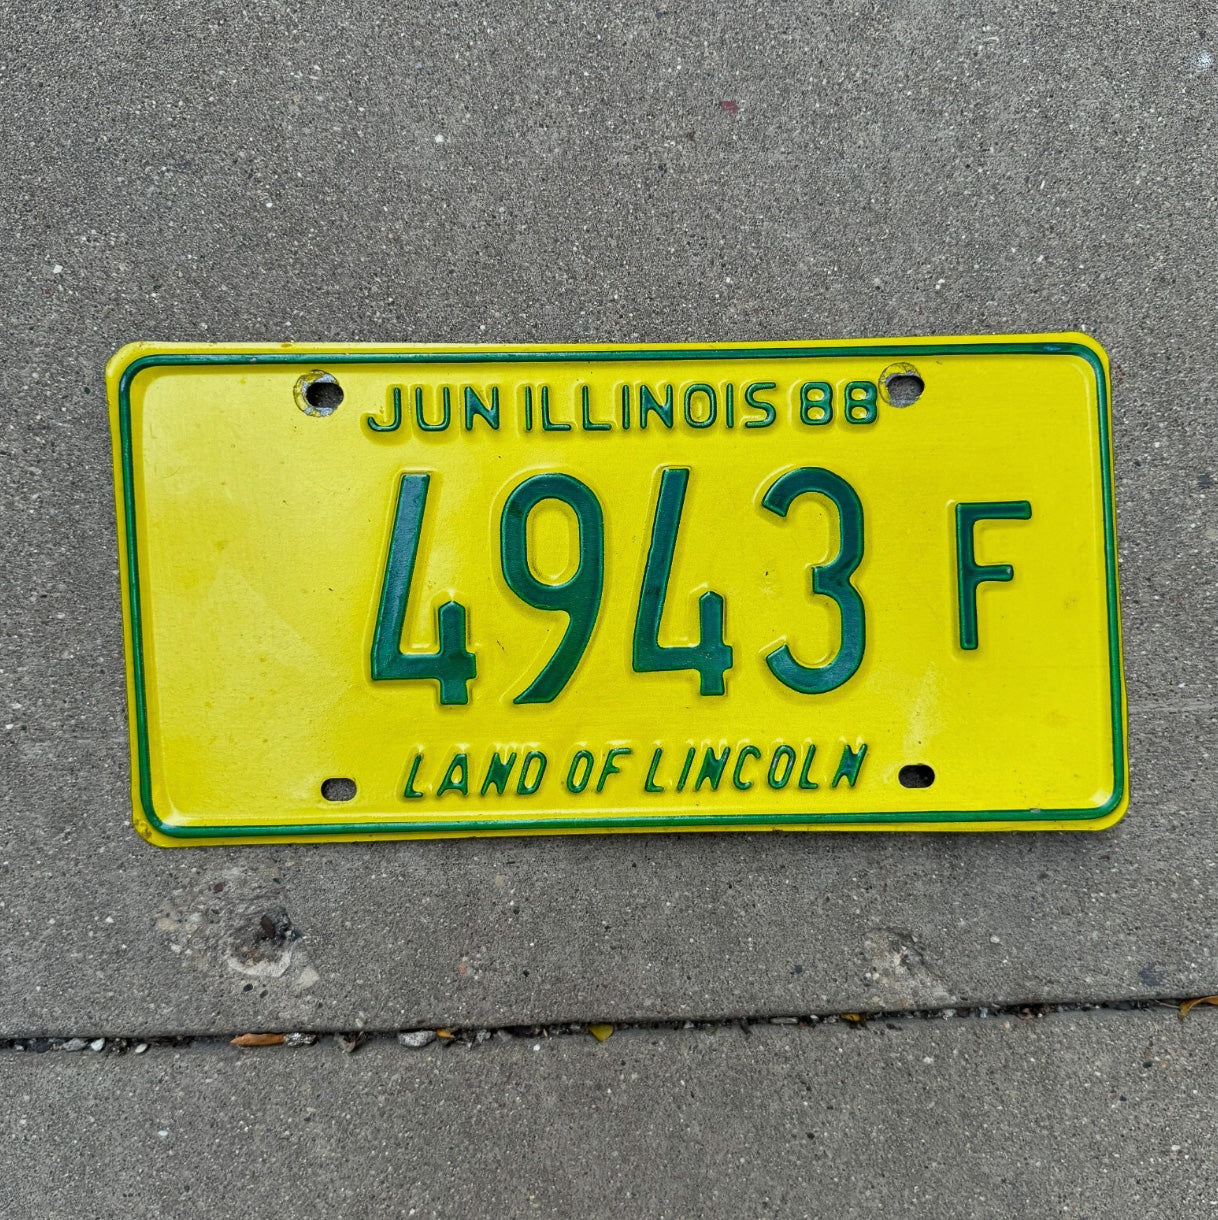 JUN ILLINOIS 88
4943 F
LAND OF LINCOLN